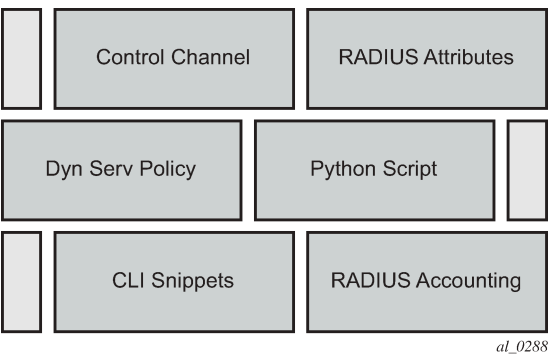 Control Channel
RADIUS Attributes
Dyn Serv Policy
Python Script
CLI Snippets
RADIUS Accounting
al_0288